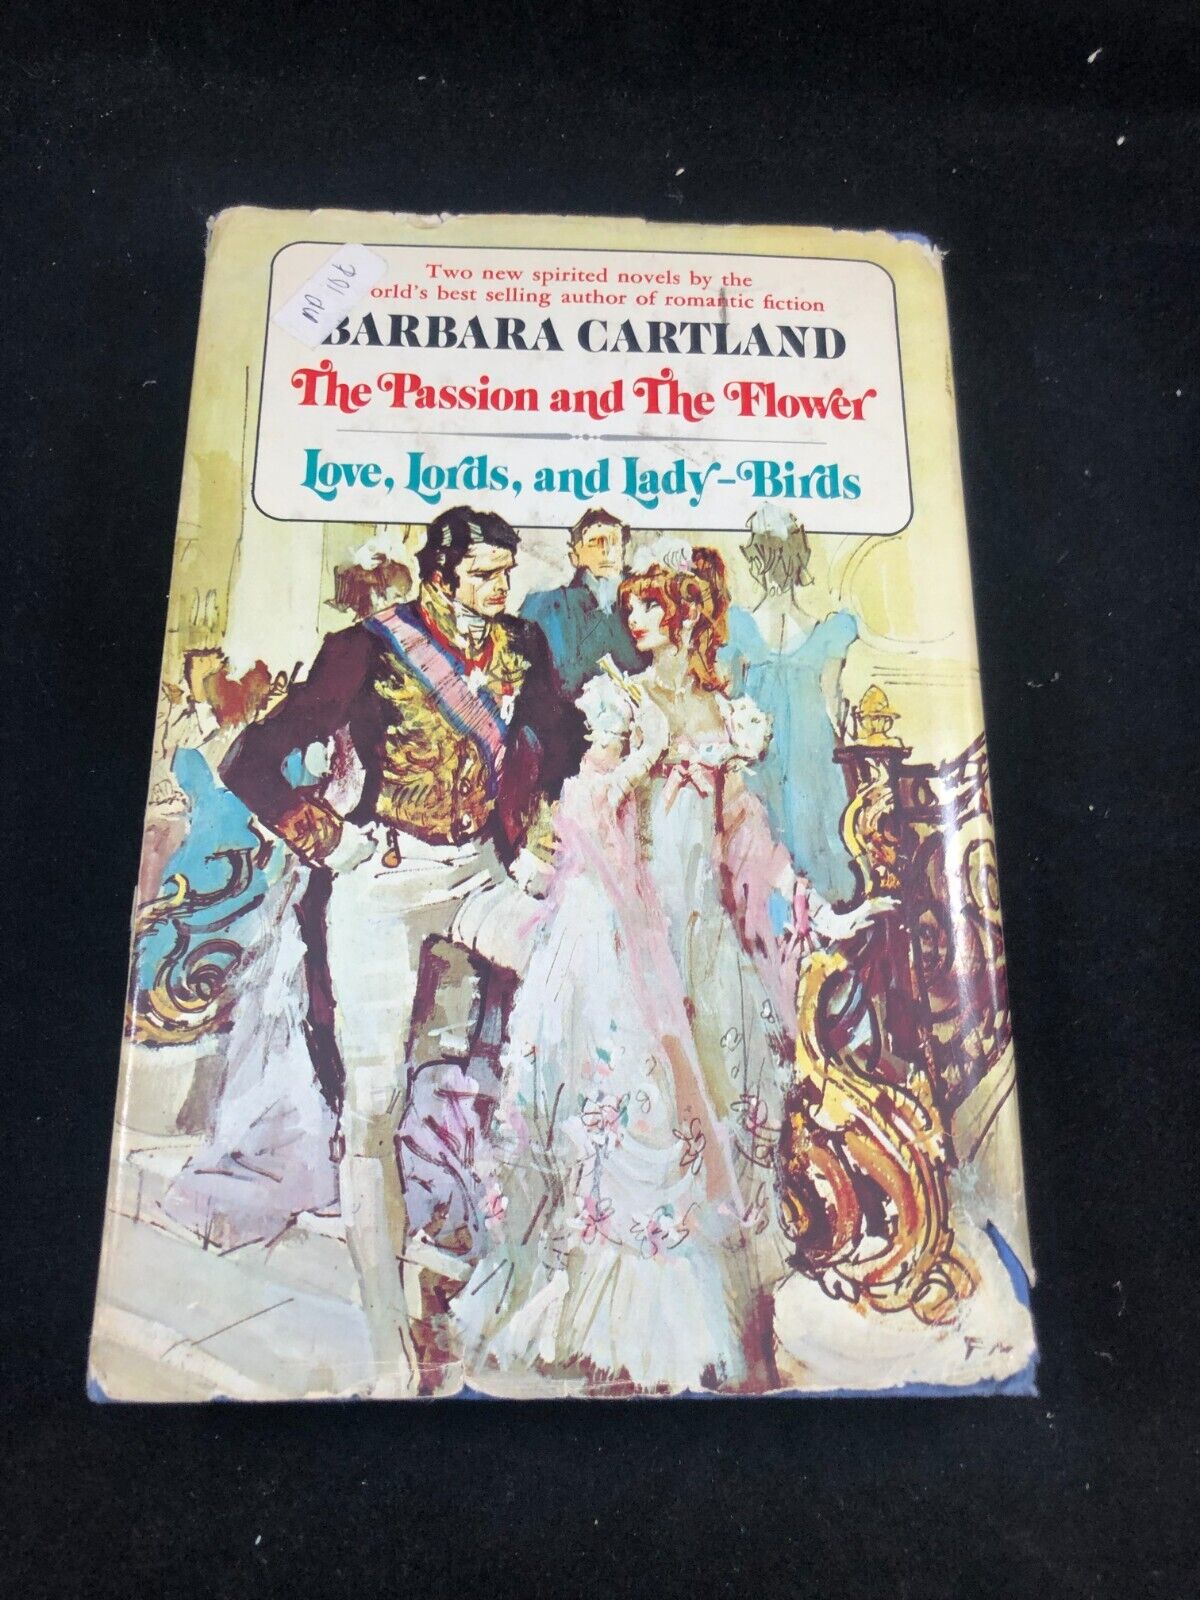 Two new spirited novels by the
orld's best selling author of romantic fiction
BARBARA CARTLAND
The Passion and The Flower
Love, Lords, and Lady-Birds